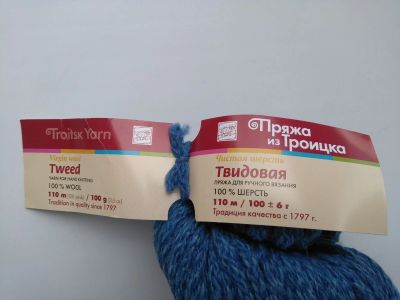 Troitsk Yarn
Virgin wool
Tweed
YARN FOR HAND KNITTING
100 % WOOL
110 m / 100 g
Tradition in quality since 1797
Пряжа
из Троицка
Чистая шерсть
Твидовая
ПРЯЖА ДЛЯ РУЧНОГО ВЯЗАНИЯ
100 % ШЕРСТЬ
110 м / 100 ± 6 г
Традиция качества с 1797 г.